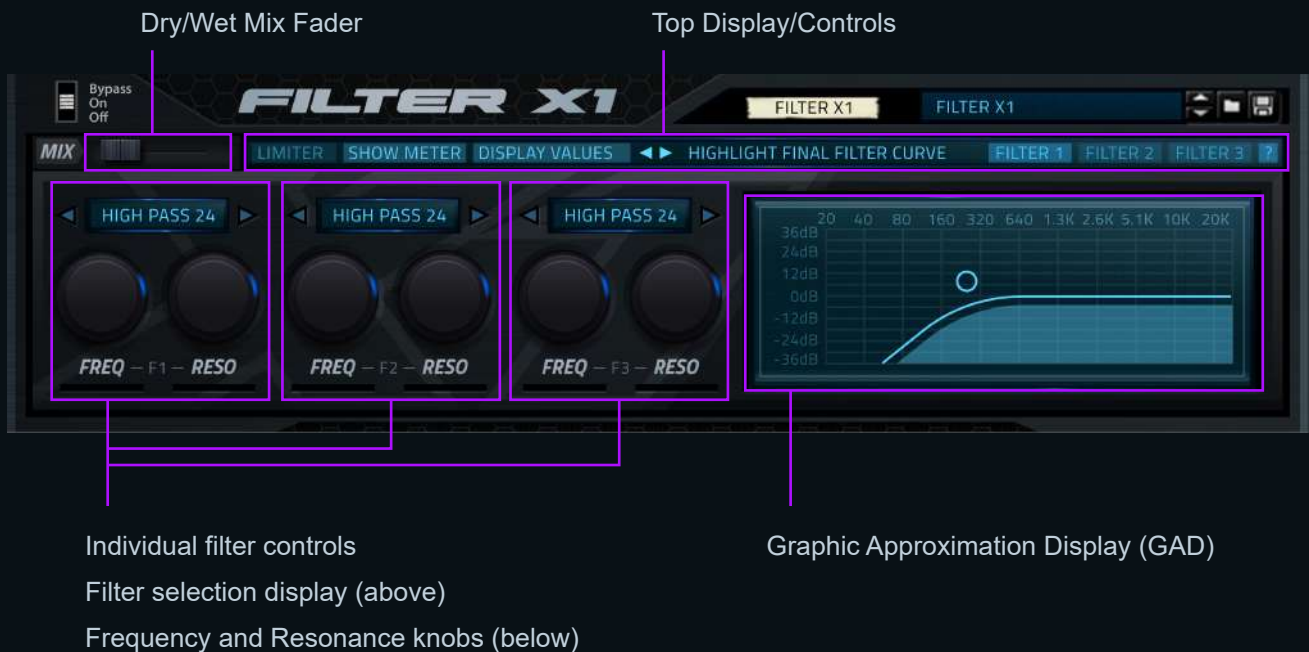 Dry/Wet Mix Fader
Top Display/Controls
Bypass
On
Off
FILTER X1
FILTER X1
FILTER X1
MIX
LIMITER SHOW METER DISPLAY VALUES HIGHLIGHT FINAL FILTER CURVE FILTER 1 FILTER 2 FILTER 3 ?
HIGH PASS 24
HIGH PASS 24
HIGH PASS 24
20 40 80 160 320 640 1.3K 2.6K 5.1K 10K 20K
36dB
24dB
12dB
0dB
-12dB
-24dB
-36dB
FREQ – F1 – RESO
FREQ – F2 – RESO
FREQ – F3 – RESO
Individual filter controls
Filter selection display (above)
Frequency and Resonance knobs (below)
Graphic Approximation Display (GAD)